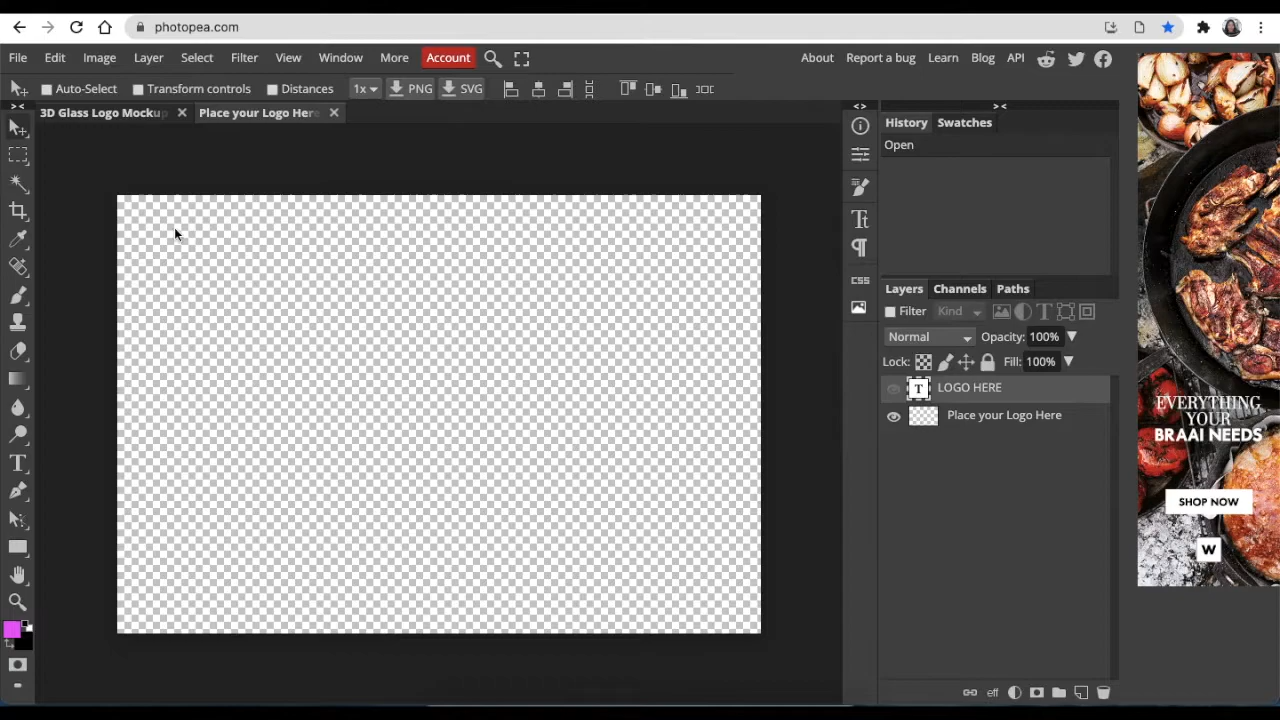 photopea.com
File Edit Image Layer Select Filter View Window More Account About Report a bug Learn Blog API
Auto-Select Transform controls Distances 1x PNG SVG
3D Glass Logo Mockup Place your Logo Here
History Swatches
Open
CSS
Layers Channels Paths
Filter Kind
Normal Opacity: 100%
Lock: Fill: 100%
T LOGO HERE
Place your Logo Here
eff
EVERYTHING
YOUR
BRAAI NEEDS
SHOP NOW
W